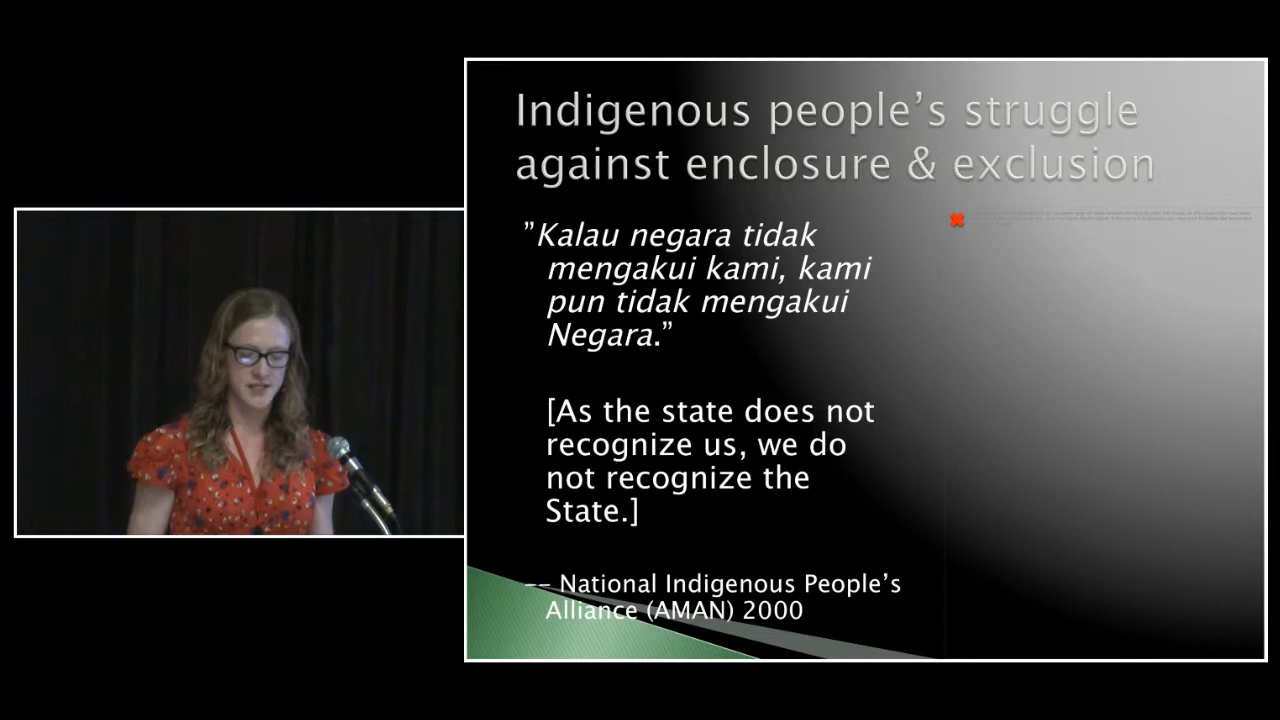 Indigenous people’s struggle
against enclosure & exclusion
”Kalau negara tidak
mengakui kami, kami
pun tidak mengakui
Negara.”
[As the state does not
recognize us, we do
not recognize the
State.]
-- National Indigenous People’s
Alliance (AMAN) 2000